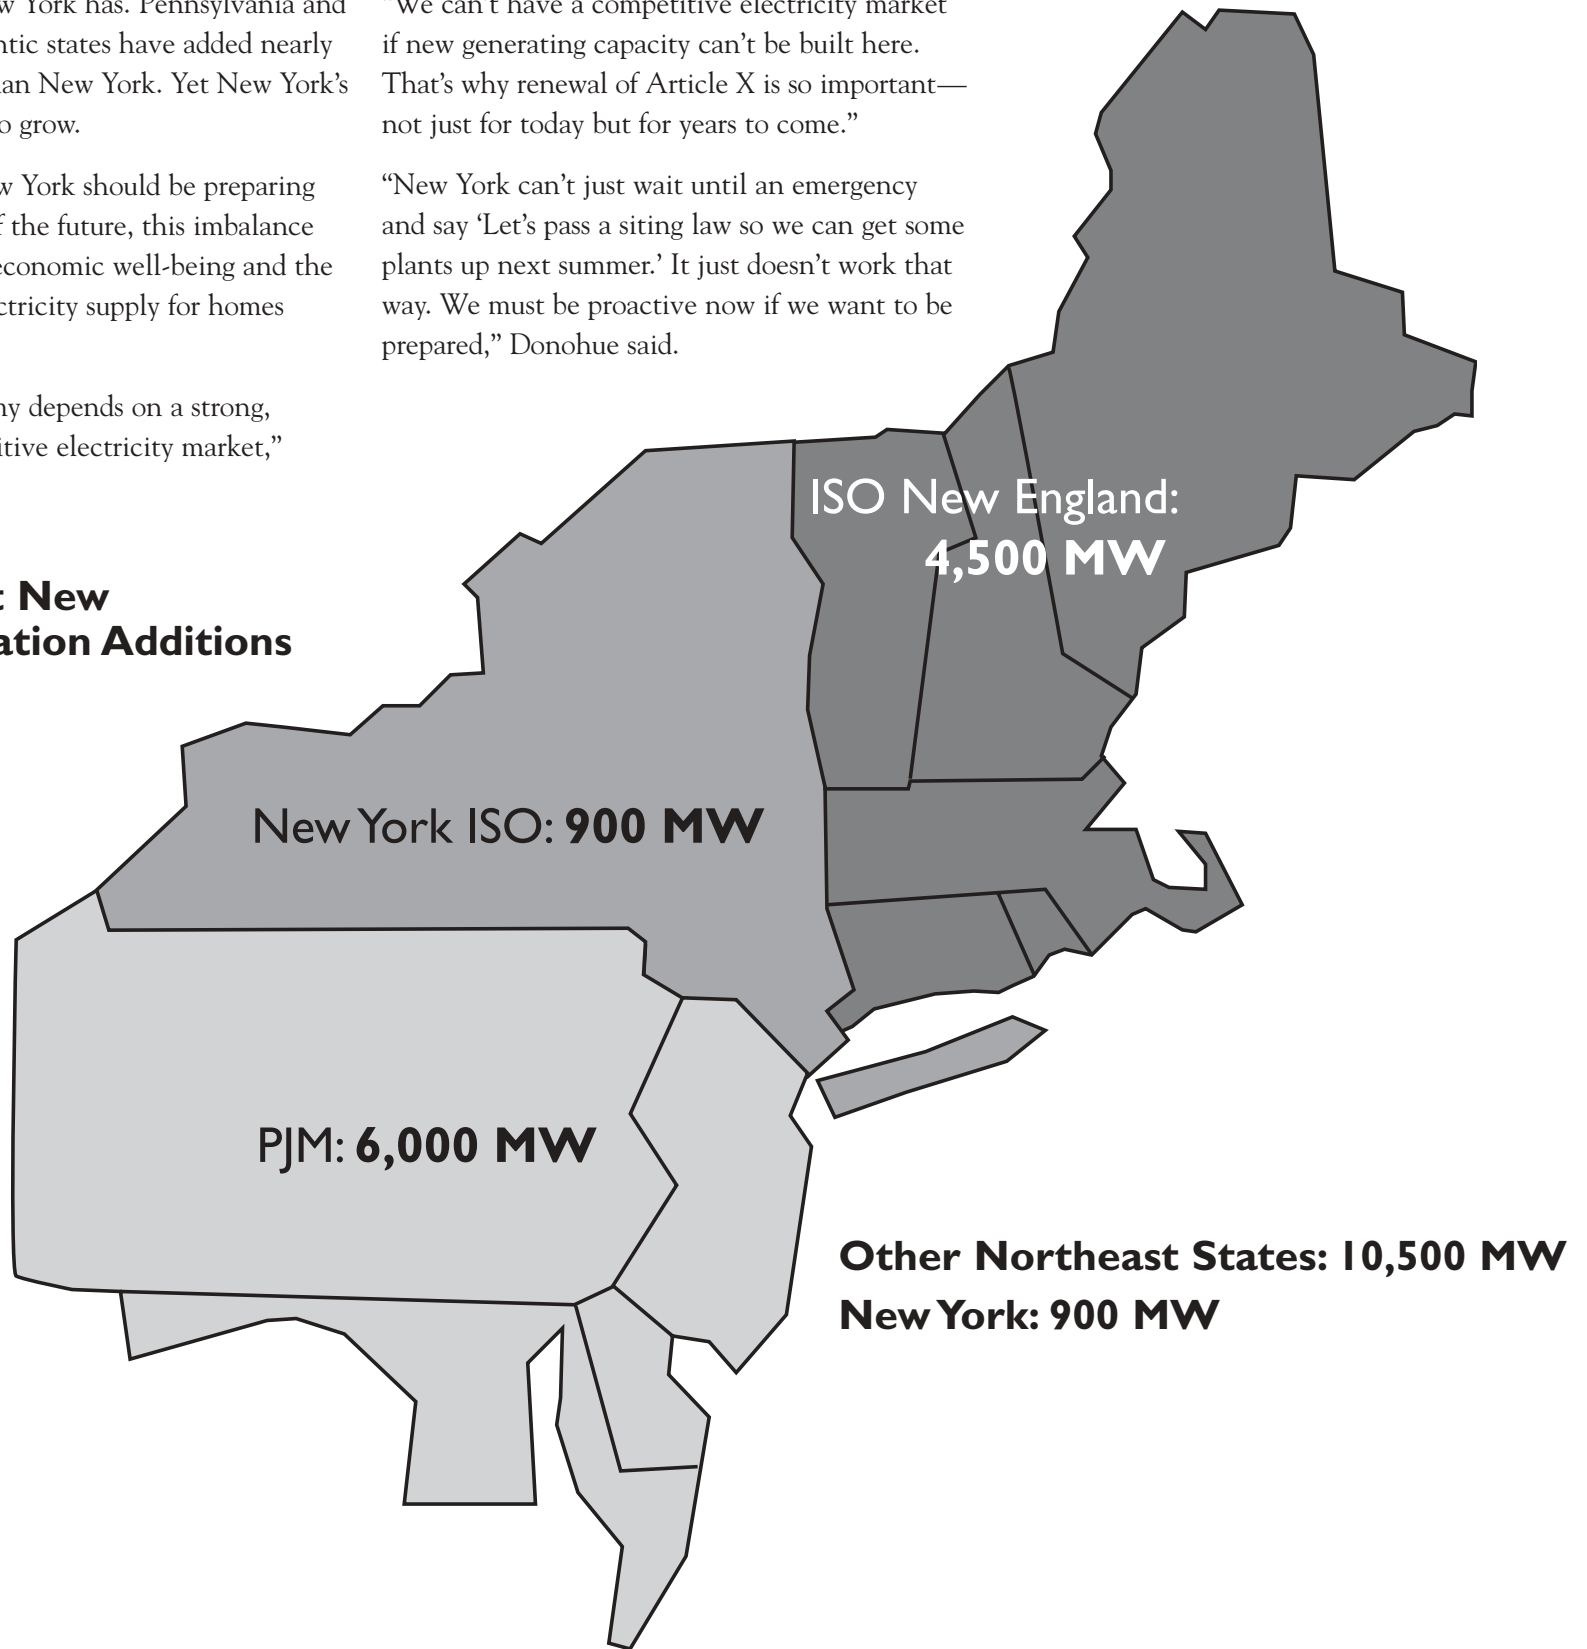 w York has. Pennsylvania and
ntic states have added nearly
an New York. Yet New York's
o grow.
w York should be preparing
f the future, this imbalance
economic well-being and the
ctricity supply for homes
ny depends on a strong,
itive electricity market,”
“We can't have a competitive electricity market
if new generating capacity can't be built here.
That's why renewal of Article X is so important—
not just for today but for years to come.”
“New York can't just wait until an emergency
and say ‘Let's pass a siting law so we can get some
plants up next summer.’ It just doesn't work that
way. We must be proactive now if we want to be
prepared,” Donohue said.
t New
ation Additions
ISO New England:
4,500 MW
New York ISO: 900 MW
PJM: 6,000 MW
Other Northeast States: 10,500 MW
New York: 900 MW